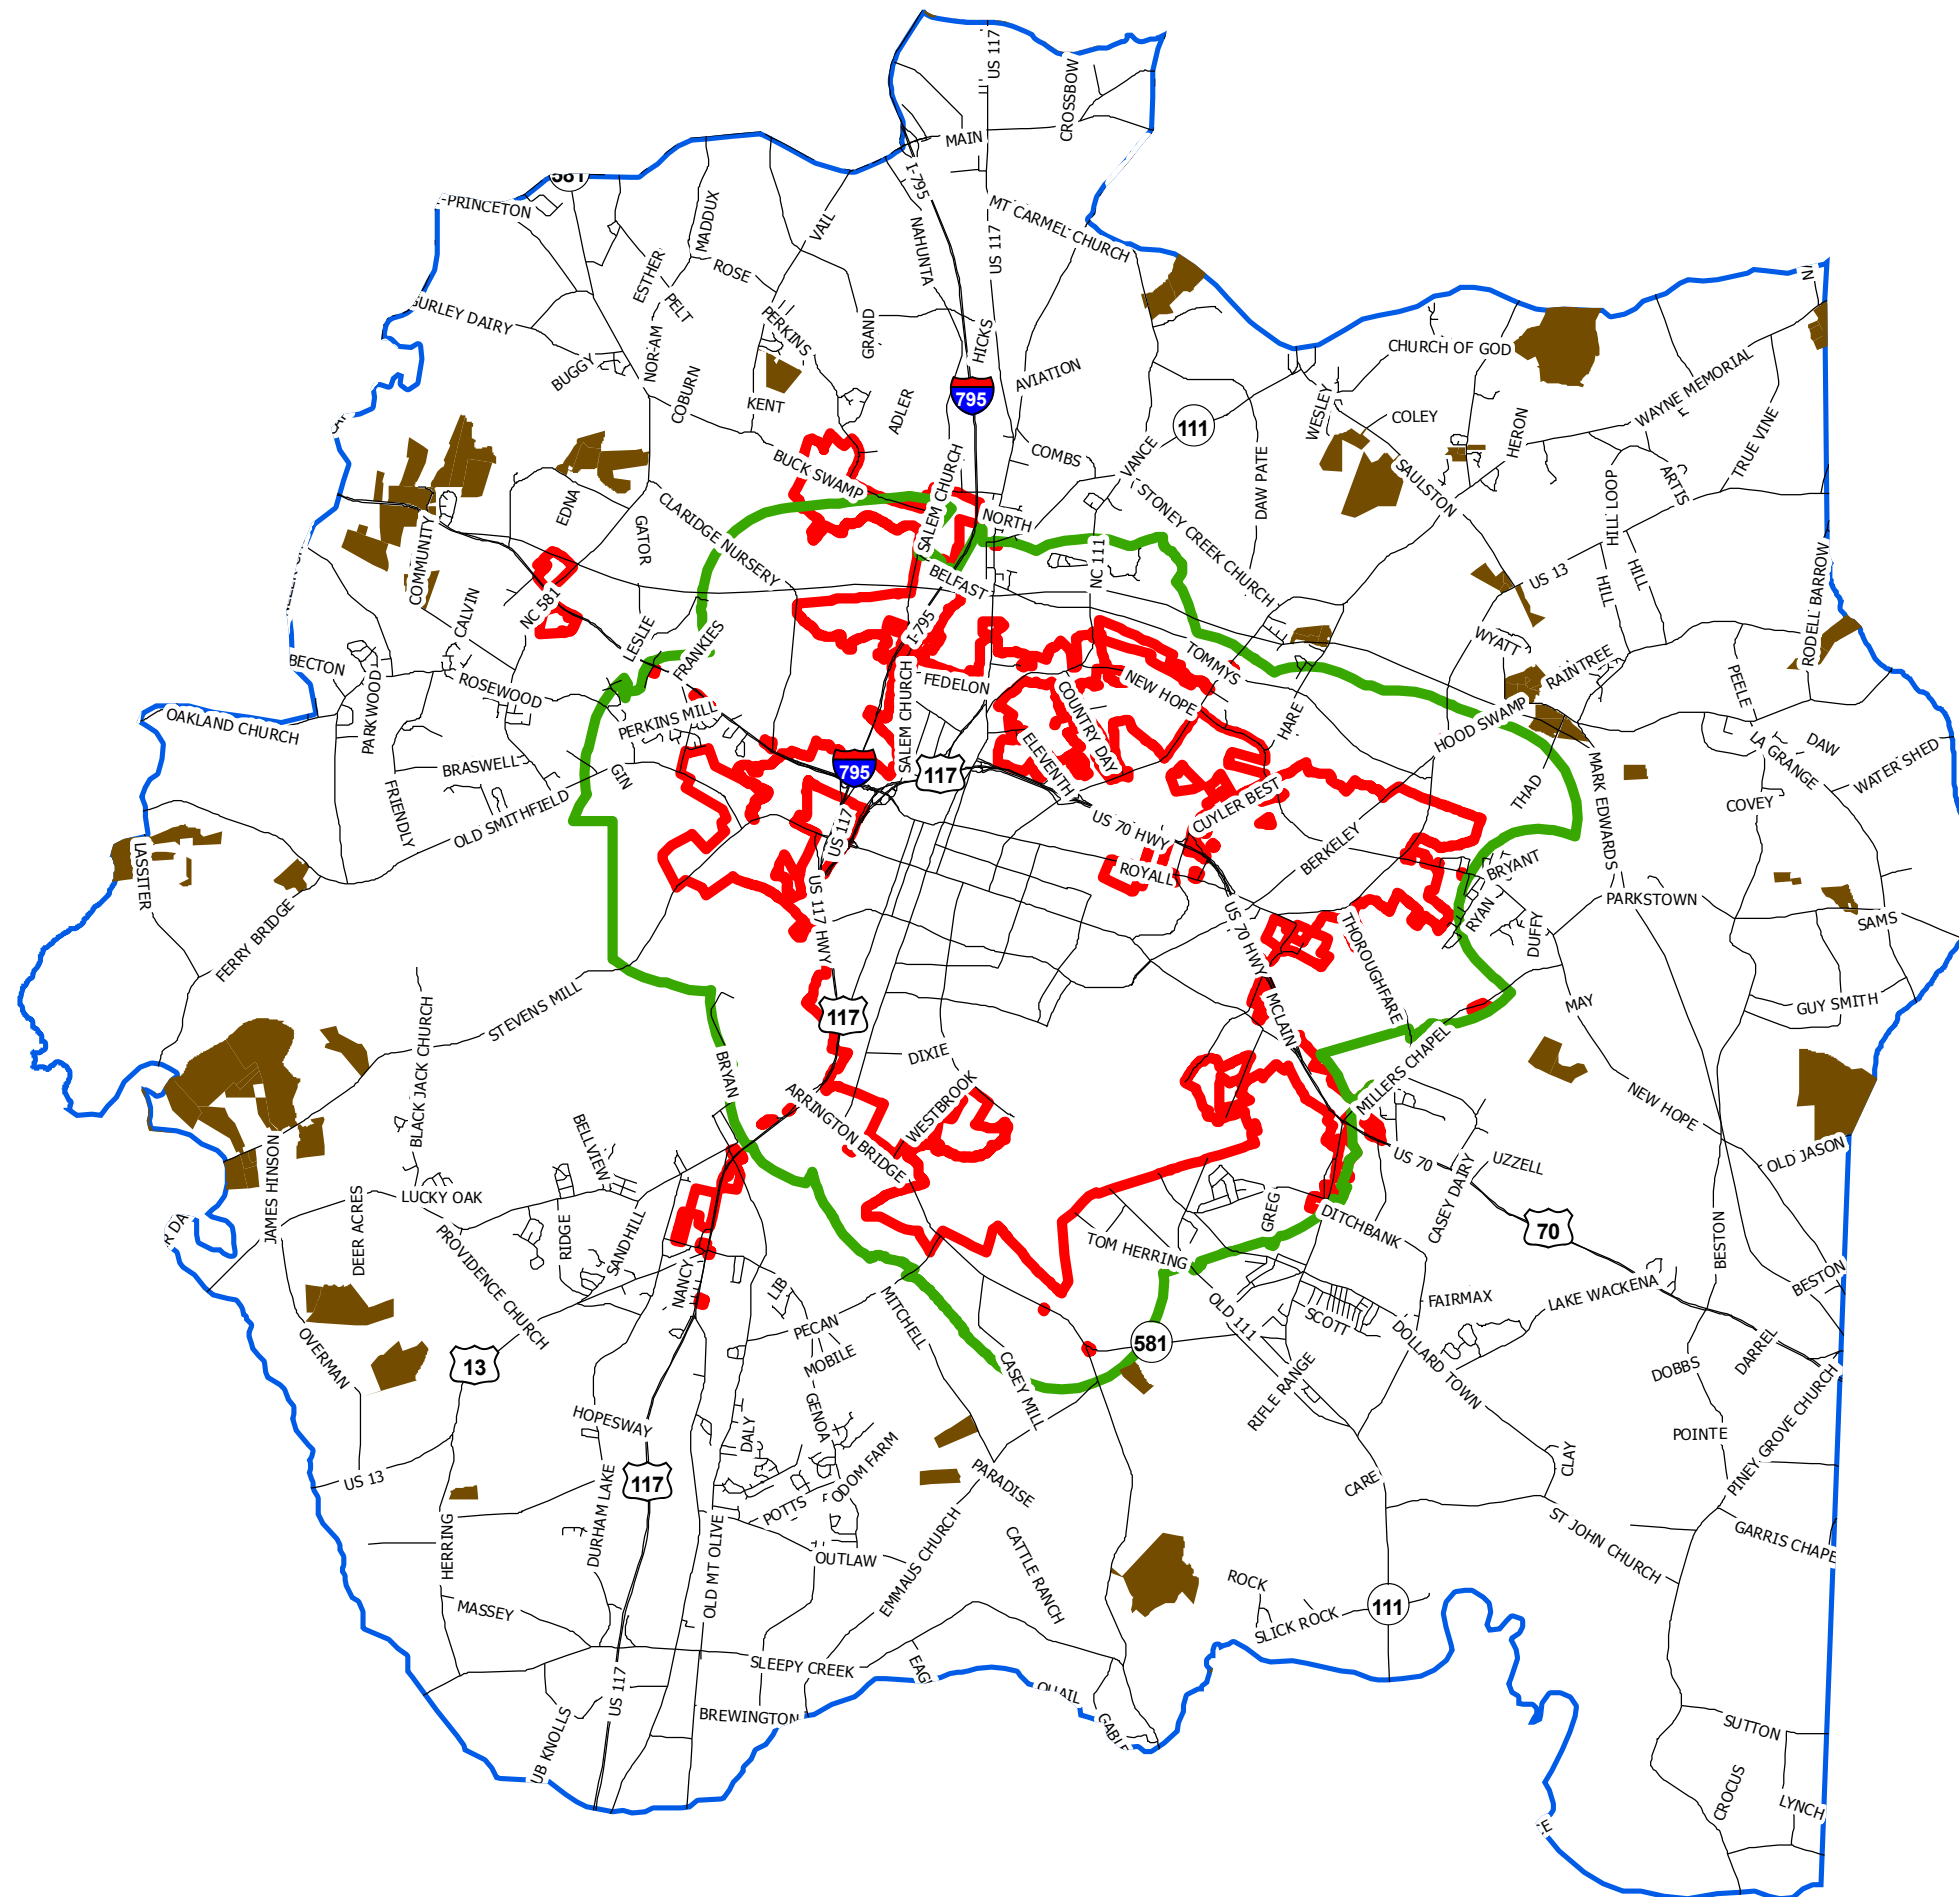 US 117
CROSSBOW
MAIN
I-795
581
-PRINCETON
MADDUX
VAIL
NAHUNTA
US 117
MT CARMEL CHURCH
ESTHER
ROSE
PELT
GURLEY DAIRY
PERKINS
GRAND
HICKS
NOR-AM
BUGGY
COBURN
KENT
ADLER
795
AVIATION
CHURCH OF GOD
WAYNE MEMORIAL
WESLEY
COLEY
111
HERON
TRUE VINE
BUCK SWAMP
SALEM CHURCH
COMBS
VANCE
DAW PATE
SAULSTON
ARTIS
HILL LOOP
EDNA
CLARIDGE NURSERY
GATOR
NORTH
STONEY CREEK CHURCH
COMMUNITY
BELFAST
NC 111
US 13
HILL
HILL
RODELL BARROW
CALVIN
NC 581
LESLIE
FRANKIES
I-795
WYATT
TOMMYS
RAINTREE
BECTON
PARKWOOD
ROSEWOOD
FEDELON
SALEM CHURCH
COUNTRY DAY
NEW HOPE
HARE
HOOD SWAMP
PEELE
OAKLAND CHURCH
PERKINS MILL
ELEVENTH
LA GRANGE
DAW
WATER SHED
BRASWELL
GIN
795
117
THAD
MARK EDWARDS
COVEY
FRIENDLY
OLD SMITHFIELD
US 117
US 70 HWY
CUYLER BEST
BERKELEY
LASSITER
ROYALL
BRYANT
PARKSTOWN
US 117 HWY
US 70 HWY
THOROUGHFARE
RYAN
DUFFY
SAMS
FERRY BRIDGE
STEVENS MILL
117
MCLAIN
MAY
GUY SMITH
BLACK JACK CHURCH
BRYAN
DIXIE
MILLERS CHAPEL
ARRINGTON BRIDGE
WESTBROOK
NEW HOPE
JAMES HINSON
BELLVIEW
US 70
UZZELL
OLD JASON
DEER ACRES
LUCKY OAK
RIDGE
SANDHILL
GREG
DITCHBANK
CASEY DAIRY
70
BESTON
PROVIDENCE CHURCH
TOM HERRING
NANCY
LIB
BESTON
OVERMAN
MITCHELL
OLD 111
SCOTT
FAIRMAX
LAKE WACKENA
PECAN
MOBILE
581
13
CASEY MILL
DOLLARD TOWN
DARREL
DOBBS
RIFLE RANGE
HOPESWAY
DALY
GENOA
PINEY GROVE CHURCH
POINTE
US 13
117
ODOM FARM
PARADISE
CARE
CLAY
POTTS
HERRING
DURHAM LAKE
OLD MT OLIVE
OUTLAW
EMMAUS CHURCH
CATTLE RANCH
ST JOHN CHURCH
GARRIS CHAPE
MASSEY
ROCK
SLICK ROCK
111
SLEEPY CREEK
US 117
BREWINGTON
QUAIL
SUTTON
UB KNOLLS
CROCUS
LYNCH